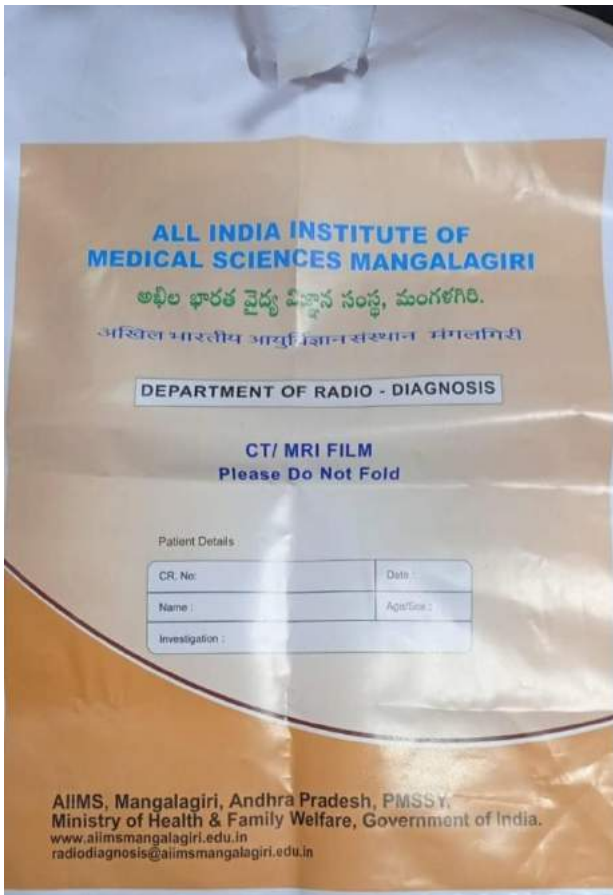 ALL INDIA INSTITUTE OF
MEDICAL SCIENCES MANGALAGIRI
అఖిల భారత వైద్య విజ్ఞాన సంస్థ, మంగళగిరి.
अखिल भारतीय आयुर्विज्ञान संस्थान मंगलगिरी
DEPARTMENT OF RADIO - DIAGNOSIS
CT/ MRI FILM
Please Do Not Fold
Patient Details
CR. No:
Date :
Name :
Age/Sex :
Investigation :
AIIMS, Mangalagiri, Andhra Pradesh, PMSSY,
Ministry of Health & Family Welfare, Government of India.
www.aiimsmangalagiri.edu.in
radiodiagnosis@aiimsmangalagiri.edu.in